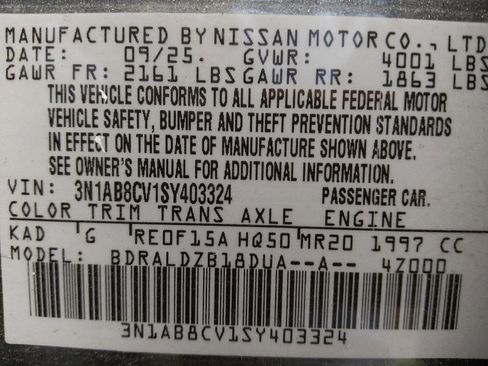 MANUFACTURED BY NISSAN MOTOR CO., LTD
DATE: 09/25. GVWR: 4001 LBS
GAWR FR: 2161 LBS GAWR RR: 1863 LBS
THIS VEHICLE CONFORMS TO ALL APPLICABLE FEDERAL MOTOR
VEHICLE SAFETY, BUMPER AND THEFT PREVENTION STANDARDS
IN EFFECT ON THE DATE OF MANUFACTURE SHOWN ABOVE.
SEE OWNER'S MANUAL FOR ADDITIONAL INFORMATION.
VIN: 3N1AB8CV1SY403324 PASSENGER CAR.
COLOR TRIM TRANS AXLE ENGINE
KAD G RE0F15A HQ50 MR20 1997 CC
MODEL: BDRALDZB18DUA--A-- 4Z000
3N1AB8CV1SY403324